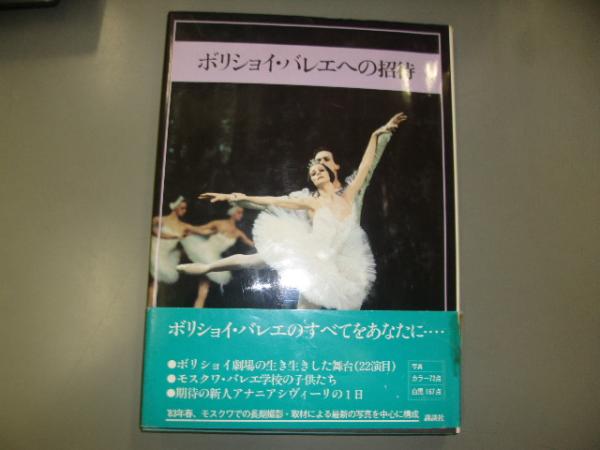 ボリショイ・バレエへの招待
ボリショイ・バレエのすべてをあなたに‥‥
●ボリショイ劇場の生き生きした舞台(22演目)
●モスクワ・バレエ学校の子供たち
●期待の新人アナニアシヴィーリの1日
写真
カラー72点
白黒167点
'83年春、モスクワでの長期撮影・取材による最新の写真を中心に構成
講談社